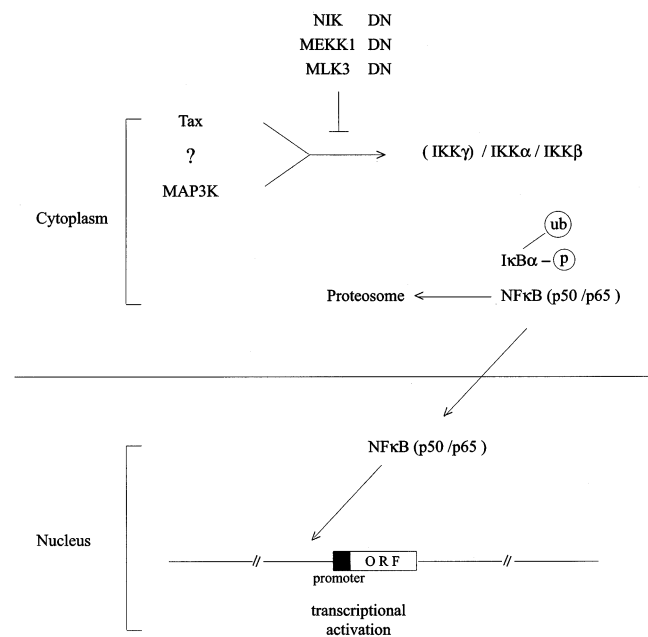 NIK DN
MEKK1 DN
MLK3 DN
Tax
?
MAP3K
( IKKγ) / IKKα / IKKβ
Cytoplasm
ub
IκBα – p
Proteosome
NFκB (p50 /p65 )
NFκB (p50 /p65 )
Nucleus
O R F
promoter
transcriptional
activation